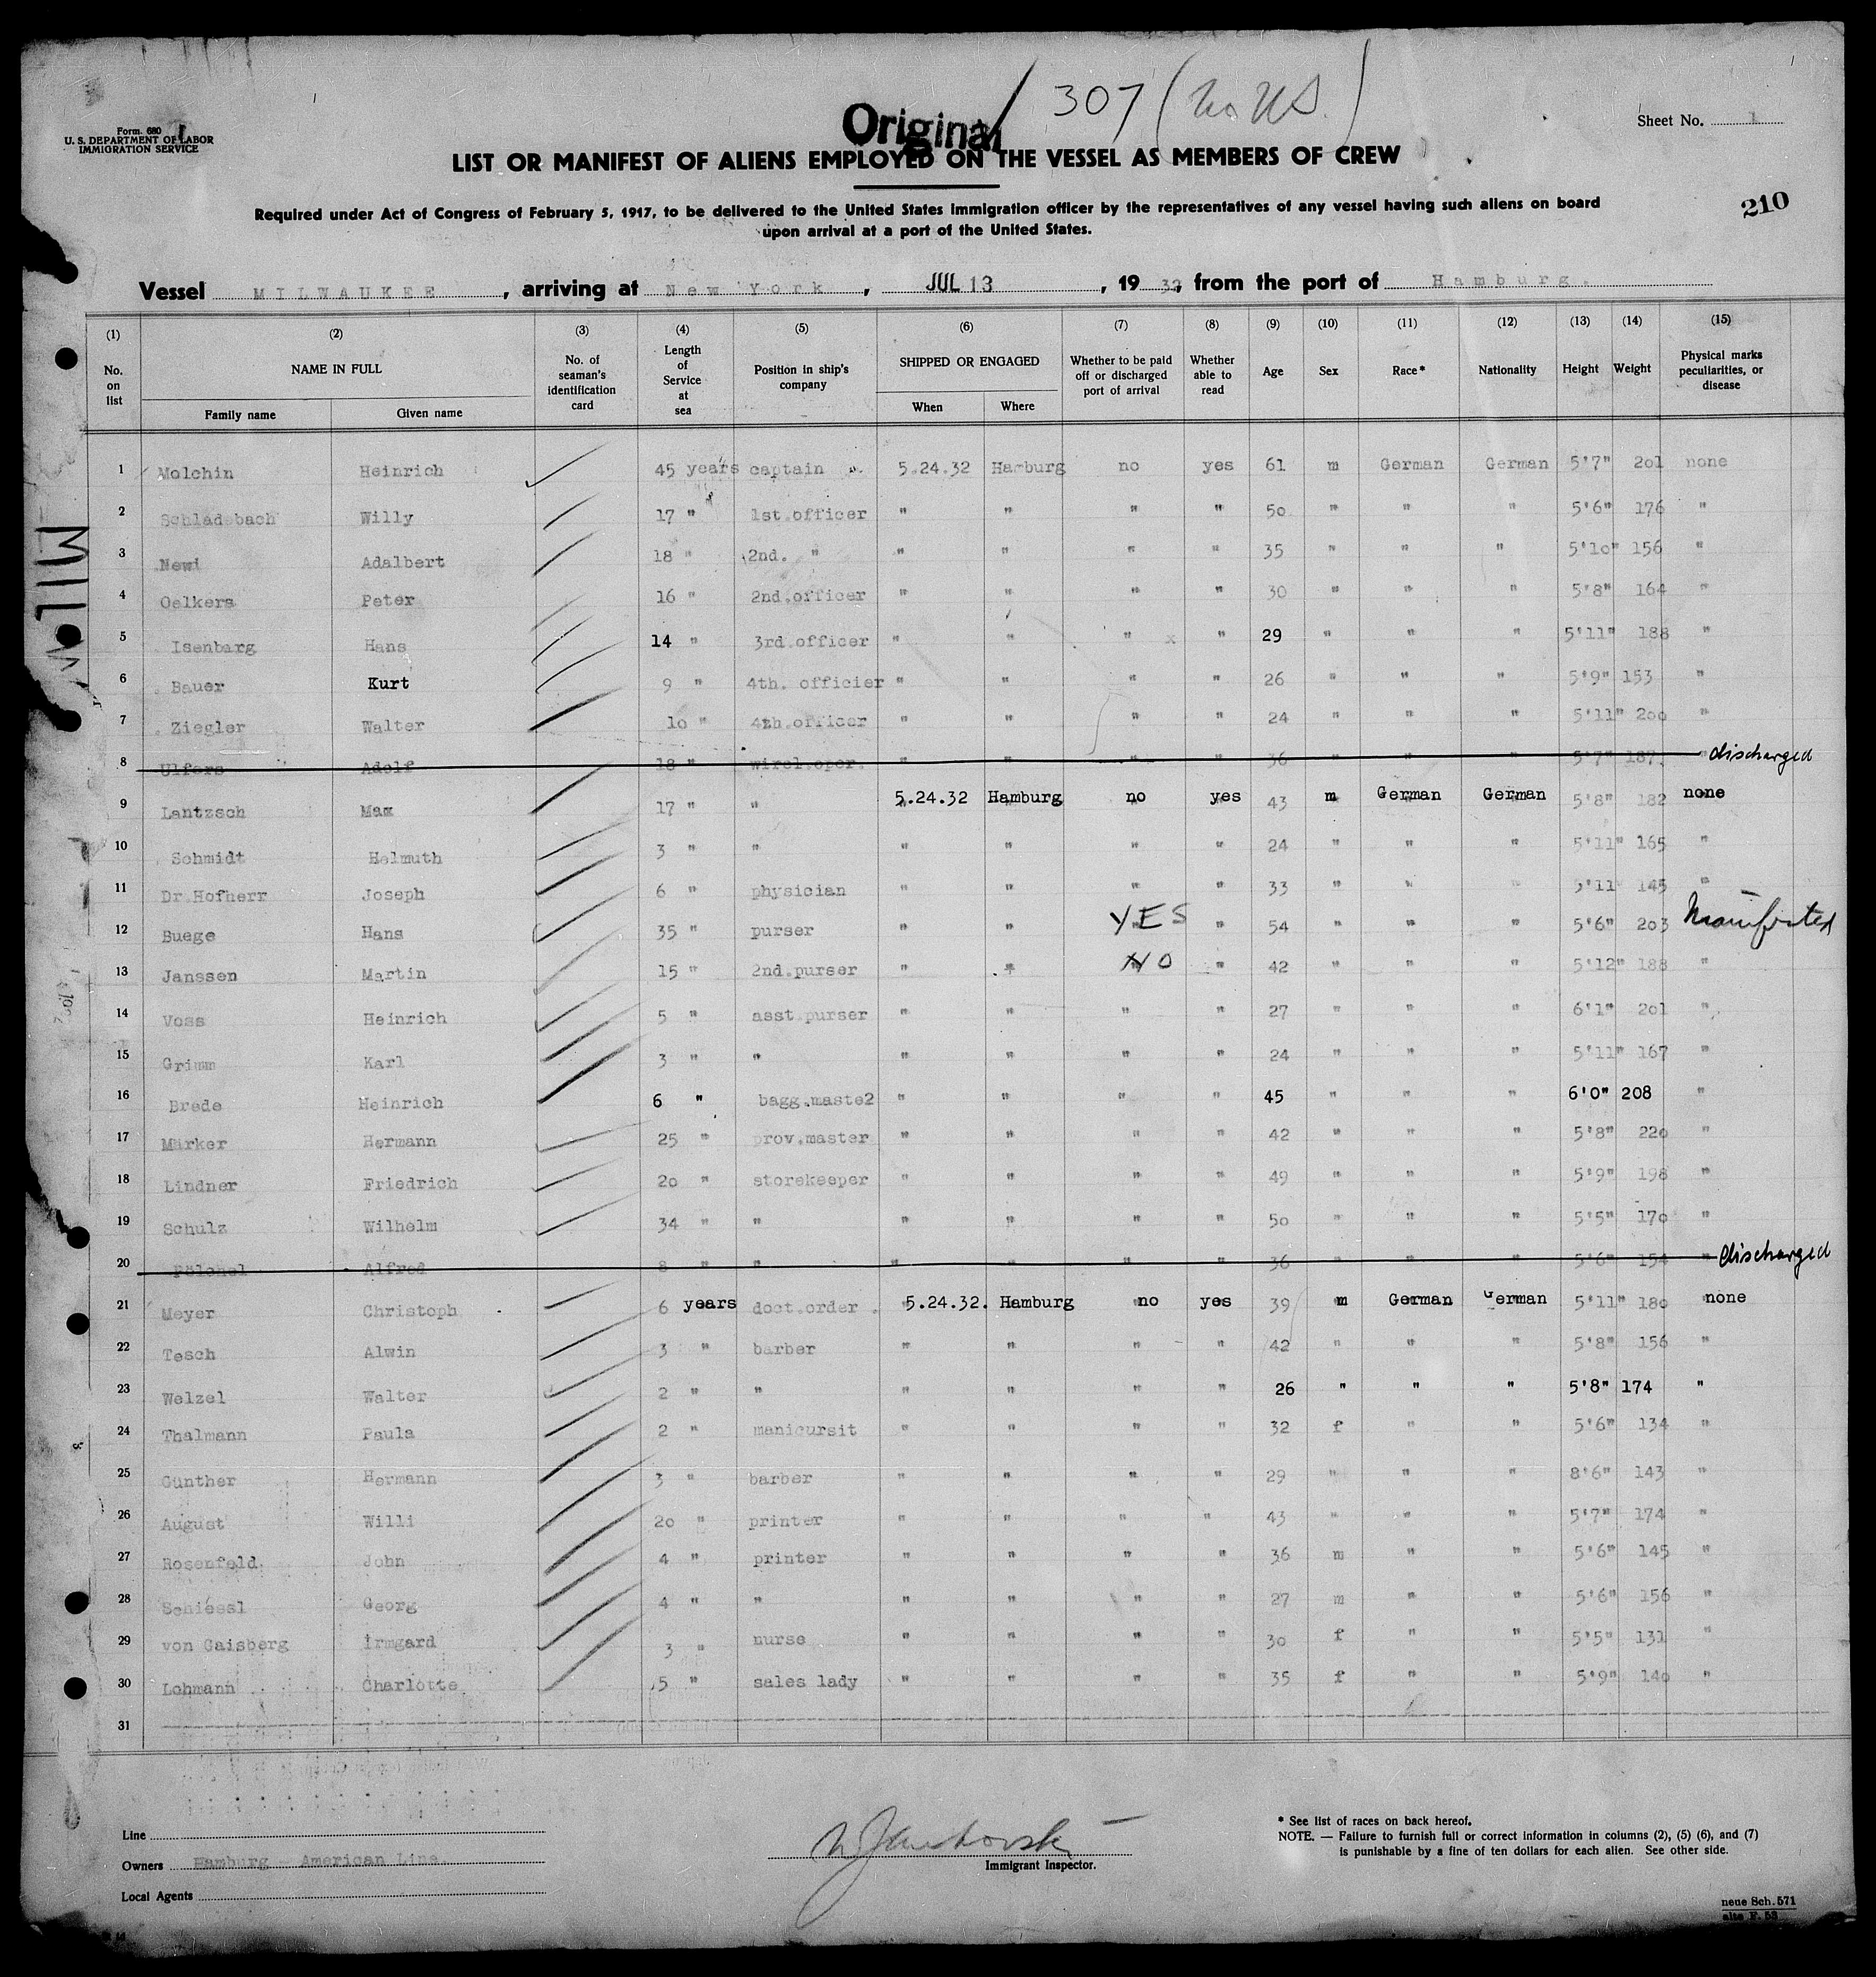 Original / 307 (No US.)
Form. 680
U. S. DEPARTMENT OF LABOR
IMMIGRATION SERVICE
Sheet No. 1
LIST OR MANIFEST OF ALIENS EMPLOYED ON THE VESSEL AS MEMBERS OF CREW
210
Required under Act of Congress of February 5, 1917, to be delivered to the United States Immigration officer by the representatives of any vessel having such aliens on board
upon arrival at a port of the United States.
Vessel MILWAUKEE, arriving at New York, JUL 13, 1932, from the port of Hamburg.
(1) (2) (3) (4) (5) (6) (7) (8) (9) (10) (11) (12) (13) (14) (15)
No. on list NAME IN FULL Family name Given name No. of seaman's identification card Length of Service at sea Position in ship's company SHIPPED OR ENGAGED When Where Whether to be paid off or discharged port of arrival Whether able to read Age Sex Race* Nationality Height Weight Physical marks peculiarities, or disease
1 Molchin Heinrich 45 years captain 5.24.32 Hamburg no yes 61 m German German 5'7" 201 none
2 Schladebach Willy 17 " 1st.officer " " " " 50 " " " 5'6" 176 "
3 Newi Adalbert 18 " 2nd. " " " " " 35 " " " 5'10" 156 "
4 Oelkers Peter 16 " 2nd.officer " " " " 30 " " " 5'8" 164 "
5 Isenbarg Hans 14 " 3rd.officer " " " x " 29 " " " 5'11" 188 "
6 Bauer Kurt 9 " 4th. officier " " " " 26 " " " 5'9" 153 "
7 Ziegler Walter 10 " 4th.officer " " " " 24 " " " 5'11" 200 "
8 Ulfers Adolf 18 " wirel.oper. " " " " 36 " " " 5'7" 187 " discharged
9 Lantzsch Max 17 " " 5.24.32 Hamburg no yes 43 m German German 5'8" 182 none
10 Schmidt Helmuth 3 " " " " " " 24 " " " 5'11" 165 "
11 Dr.Hofherr Joseph 6 " physician " " " " 33 " " " 5'11 145 "
12 Buege Hans 35 " purser " " YES " 54 " " " 5'6" 203 Manifested
13 Janssen Martin 15 " 2nd.purser " " NO " 42 " " " 5'12" 188 "
14 Voss Heinrich 5 " asst.purser " " " " 27 " " " 6'1" 201 "
15 Grimm Karl 3 " " " " " " 24 " " " 5'11" 167 "
16 Brede Heinrich 6 " bagg.maste2 " " " " 45 " " " 6'0" 208 "
17 Märker Hermann 25 " prov.master " " " " 42 " " " 5'8" 220 "
18 Lindner Friedrich 20 " storekeeper " " " " 49 " " " 5'9" 198 "
19 Schulz Wilhelm 34 " " " " " " 50 " " " 5'5" 170 "
20 Alfred 8 " " " " " " 36 " " " 5'6" 154 " discharged
21 Meyer Christoph 6 years doct.order . 5.24.32. Hamburg no yes 39 m German German 5'11" 180 none
22 Tesch Alwin 3 " barber " " " " 42 " " " 5'8" 156 "
23 Welzel Walter 2 " " " " " " 26 " " " 5'8" 174 "
24 Thalmann Paula 2 " manicursit " " " " 32 f " " 5'6" 134 "
25 Günther Hermann 3 " barber " " " " 29 " " " 8'6" 143 "
26 August Willi 20 " printer " " " " 43 " " " 5'7" 174 "
27 Rosenfeld John 4 " printer " " " " 36 m " " 5'6" 145 "
28 Schiessl Georg 4 " " " " " " 27 m " " 5'6" 156 "
29 von Gaisberg Irmgard 3 " nurse " " " " 30 f " " 5'5" 131 "
30 Lohmann Charlotte 5 " sales lady " " " " 35 f " " 5'9" 140 "
31
MILW
Line
Owners Hamburg American Line.
Local Agents
Immigrant Inspector.
* See list of races on back hereof.
NOTE. — Failure to furnish full or correct information in columns (2), (5) (6), and (7)
is punishable by a fine of ten dollars for each alien. See other side.
neue Sch. 571
alte F. 53